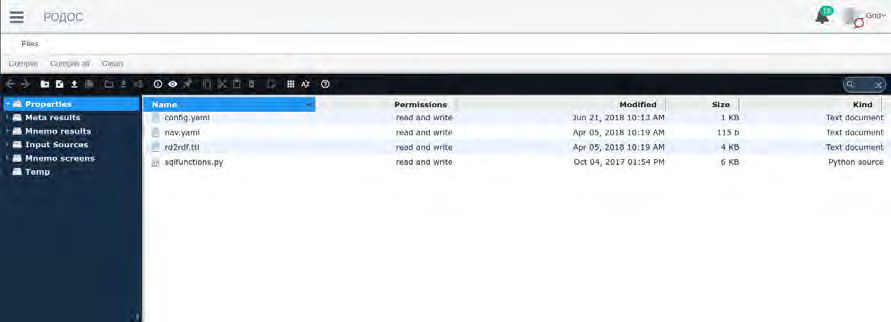 РОДОС
Files
Compile Compile all Clean
Properties
Meta results
Mnemo results
Input Sources
Mnemo screens
Temp
Name Permissions Modified Size Kind
config.yaml read and write Jun 21, 2018 10:13 AM 1 KB Text document
nav.yaml read and write Apr 05, 2018 10:19 AM 115 b Text document
rd2rdf.ttl read and write Apr 05, 2018 10:19 AM 4 KB Text document
sqlfunctions.py read and write Oct 04, 2017 01:54 PM 6 KB Python source